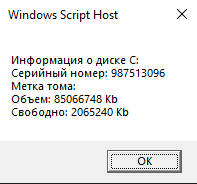 Windows Script Host
Информация о диске C:
Серийный номер: 987513096
Метка тома:
Объем: 85066748 Kb
Свободно: 2065240 Kb
OK